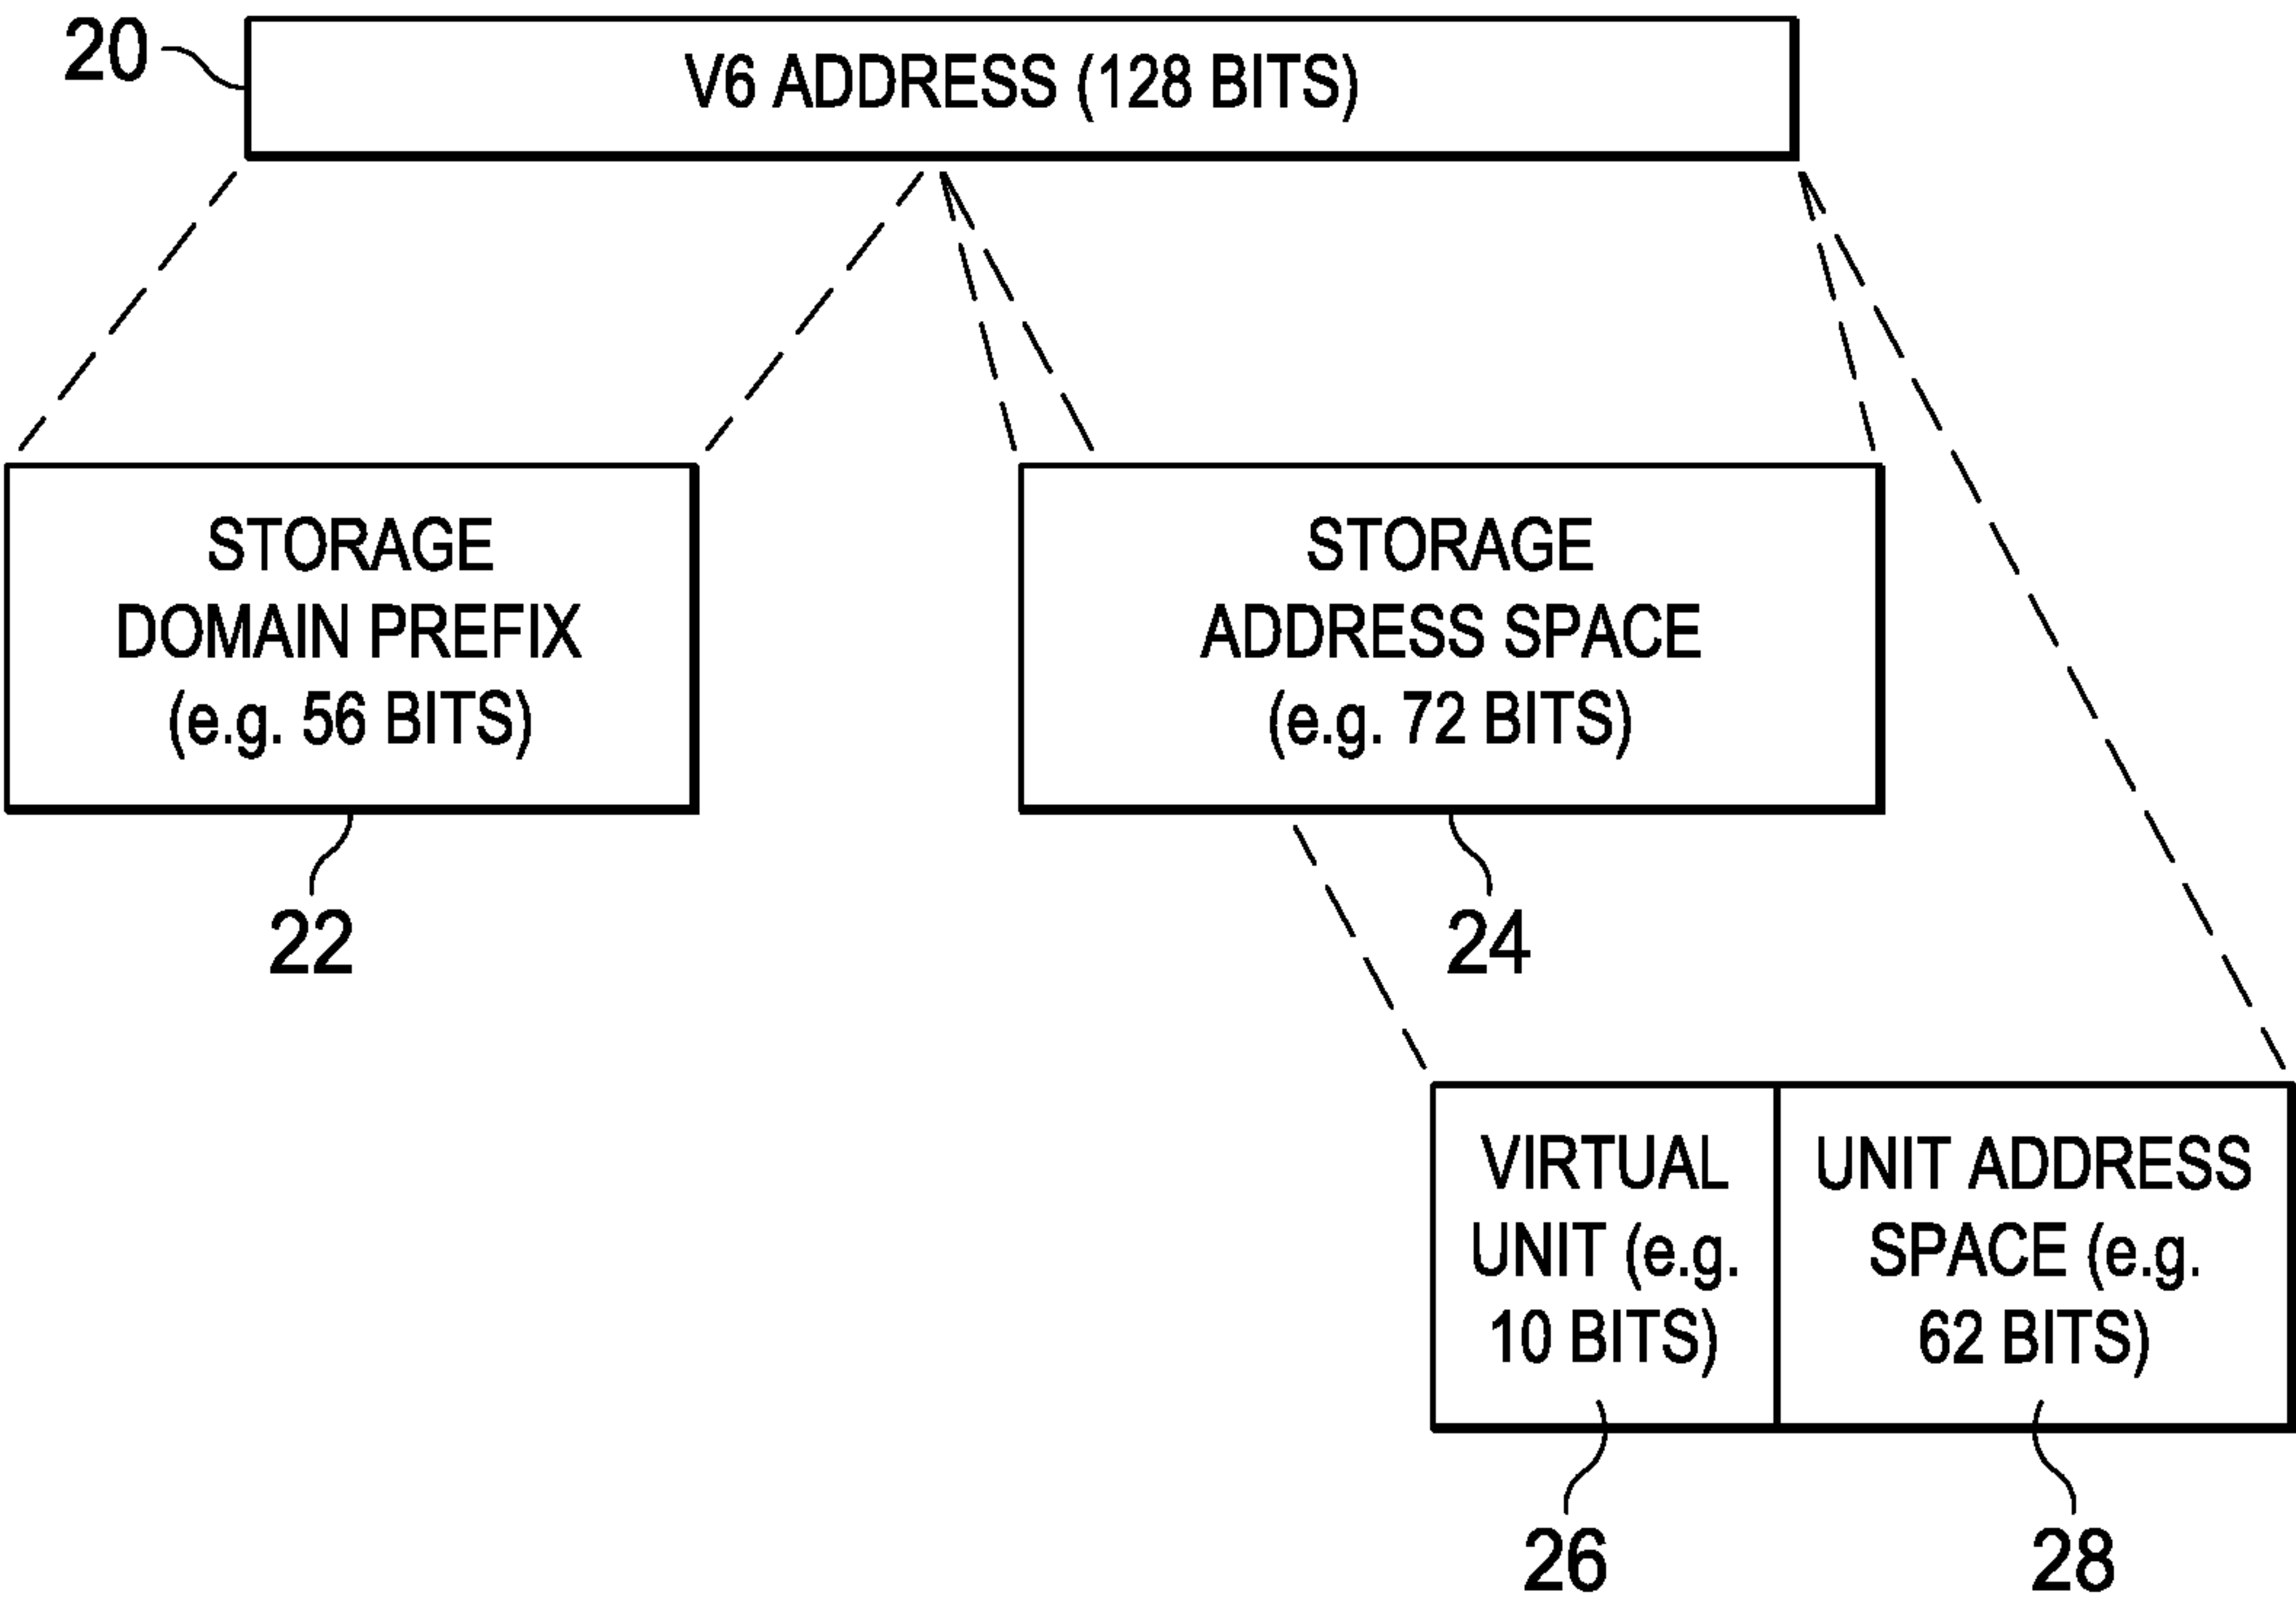 20
V6 ADDRESS (128 BITS)
STORAGE
DOMAIN PREFIX
(e.g. 56 BITS)
22
STORAGE
ADDRESS SPACE
(e.g. 72 BITS)
24
VIRTUAL
UNIT (e.g.
10 BITS)
26
UNIT ADDRESS
SPACE (e.g.
62 BITS)
28